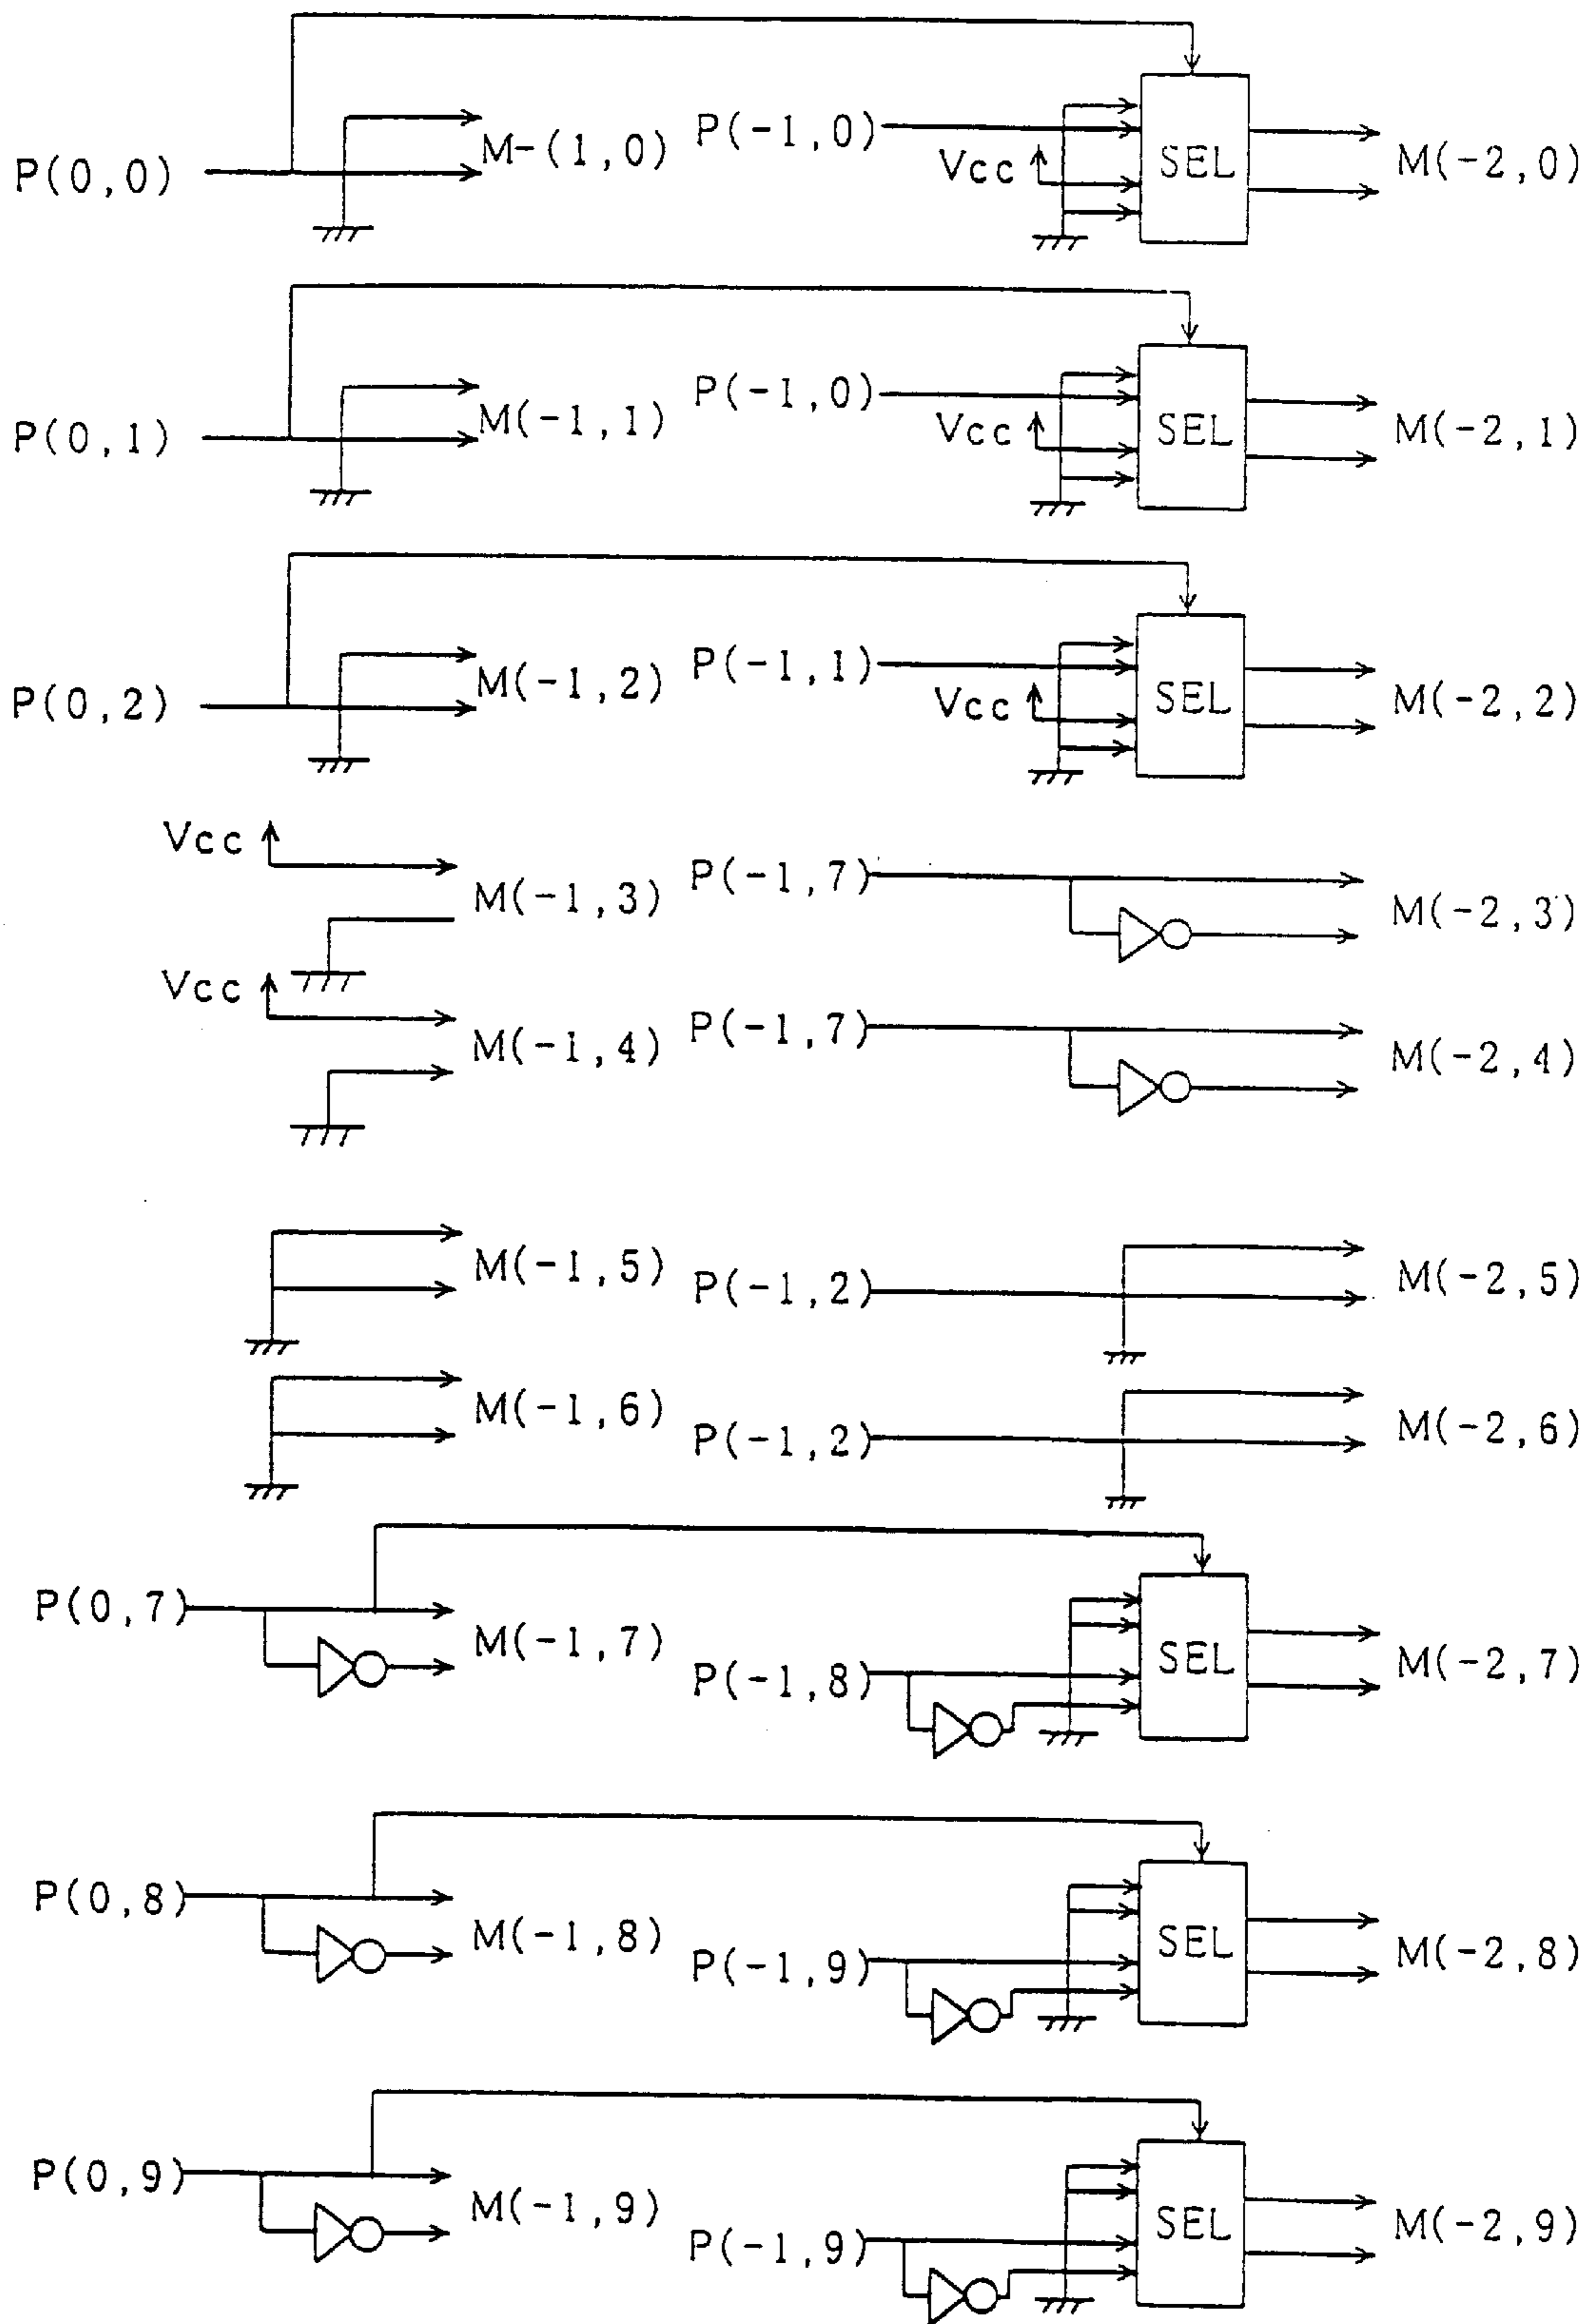 P(0,0) M-(1,0) P(-1,0) Vcc SEL M(-2,0)
P(0,1) M(-1,1) P(-1,0) Vcc SEL M(-2,1)
P(0,2) M(-1,2) P(-1,1) Vcc SEL M(-2,2)
Vcc M(-1,3) P(-1,7) M(-2,3)
Vcc M(-1,4) P(-1,7) M(-2,4)
M(-1,5) P(-1,2) M(-2,5)
M(-1,6) P(-1,2) M(-2,6)
P(0,7) M(-1,7) P(-1,8) SEL M(-2,7)
P(0,8) M(-1,8) P(-1,9) SEL M(-2,8)
P(0,9) M(-1,9) P(-1,9) SEL M(-2,9)